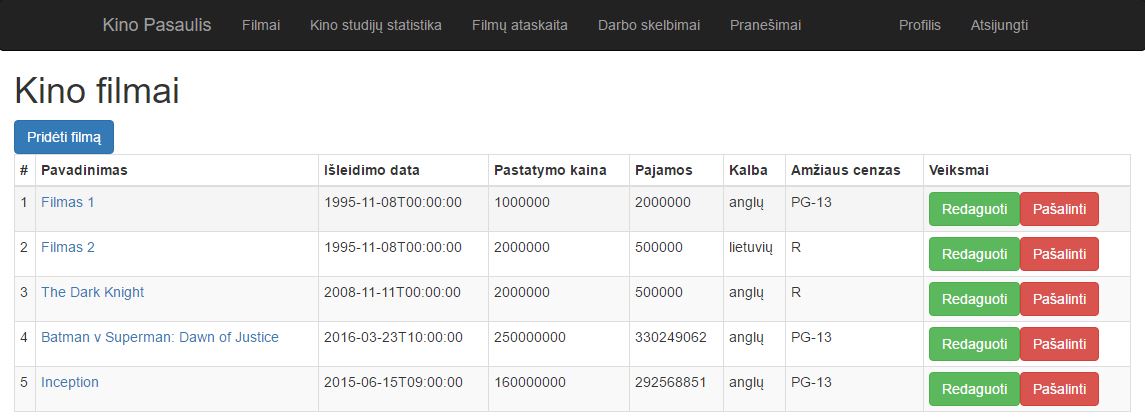 Kino Pasaulis Filmai Kino studijų statistika Filmų ataskaita Darbo skelbimai Pranešimai Profilis Atsijungti
Kino filmai
Pridėti filmą
# Pavadinimas Išleidimo data Pastatymo kaina Pajamos Kalba Amžiaus cenzas Veiksmai
1 Filmas 1 1995-11-08T00:00:00 1000000 2000000 anglų PG-13 Redaguoti Pašalinti
2 Filmas 2 1995-11-08T00:00:00 2000000 500000 lietuvių R Redaguoti Pašalinti
3 The Dark Knight 2008-11-11T00:00:00 2000000 500000 anglų R Redaguoti Pašalinti
4 Batman v Superman: Dawn of Justice 2016-03-23T10:00:00 250000000 330249062 anglų PG-13 Redaguoti Pašalinti
5 Inception 2015-06-15T09:00:00 160000000 292568851 anglų PG-13 Redaguoti Pašalinti